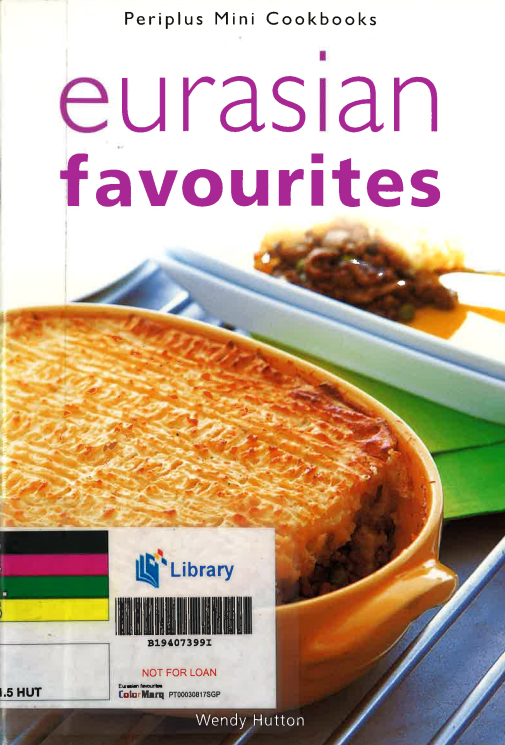 Periplus Mini Cookbooks
eurasian
favourites
Library
B19407399I
NOT FOR LOAN
Eurasian favourites
ColorMarq PT00030817SGP
.5 HUT
Wendy Hutton